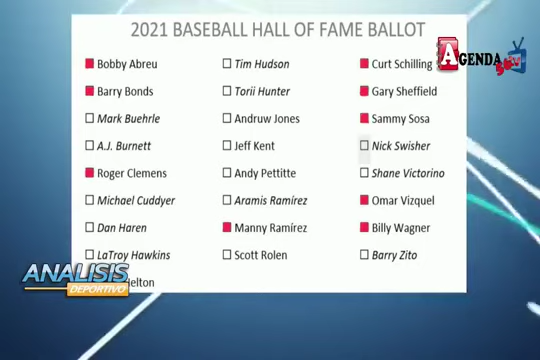 2021 BASEBALL HALL OF FAME BALLOT
AGENDA
56TV
Bobby Abreu
Barry Bonds
Mark Buehrle
A.J. Burnett
Roger Clemens
Michael Cuddyer
Dan Haren
LaTroy Hawkins
elton
Tim Hudson
Torii Hunter
Andruw Jones
Jeff Kent
Andy Pettitte
Aramis Ramírez
Manny Ramírez
Scott Rolen
Curt Schilling
Gary Sheffield
Sammy Sosa
Nick Swisher
Shane Victorino
Omar Vizquel
Billy Wagner
Barry Zito
ANALISIS
DEPORTIVO